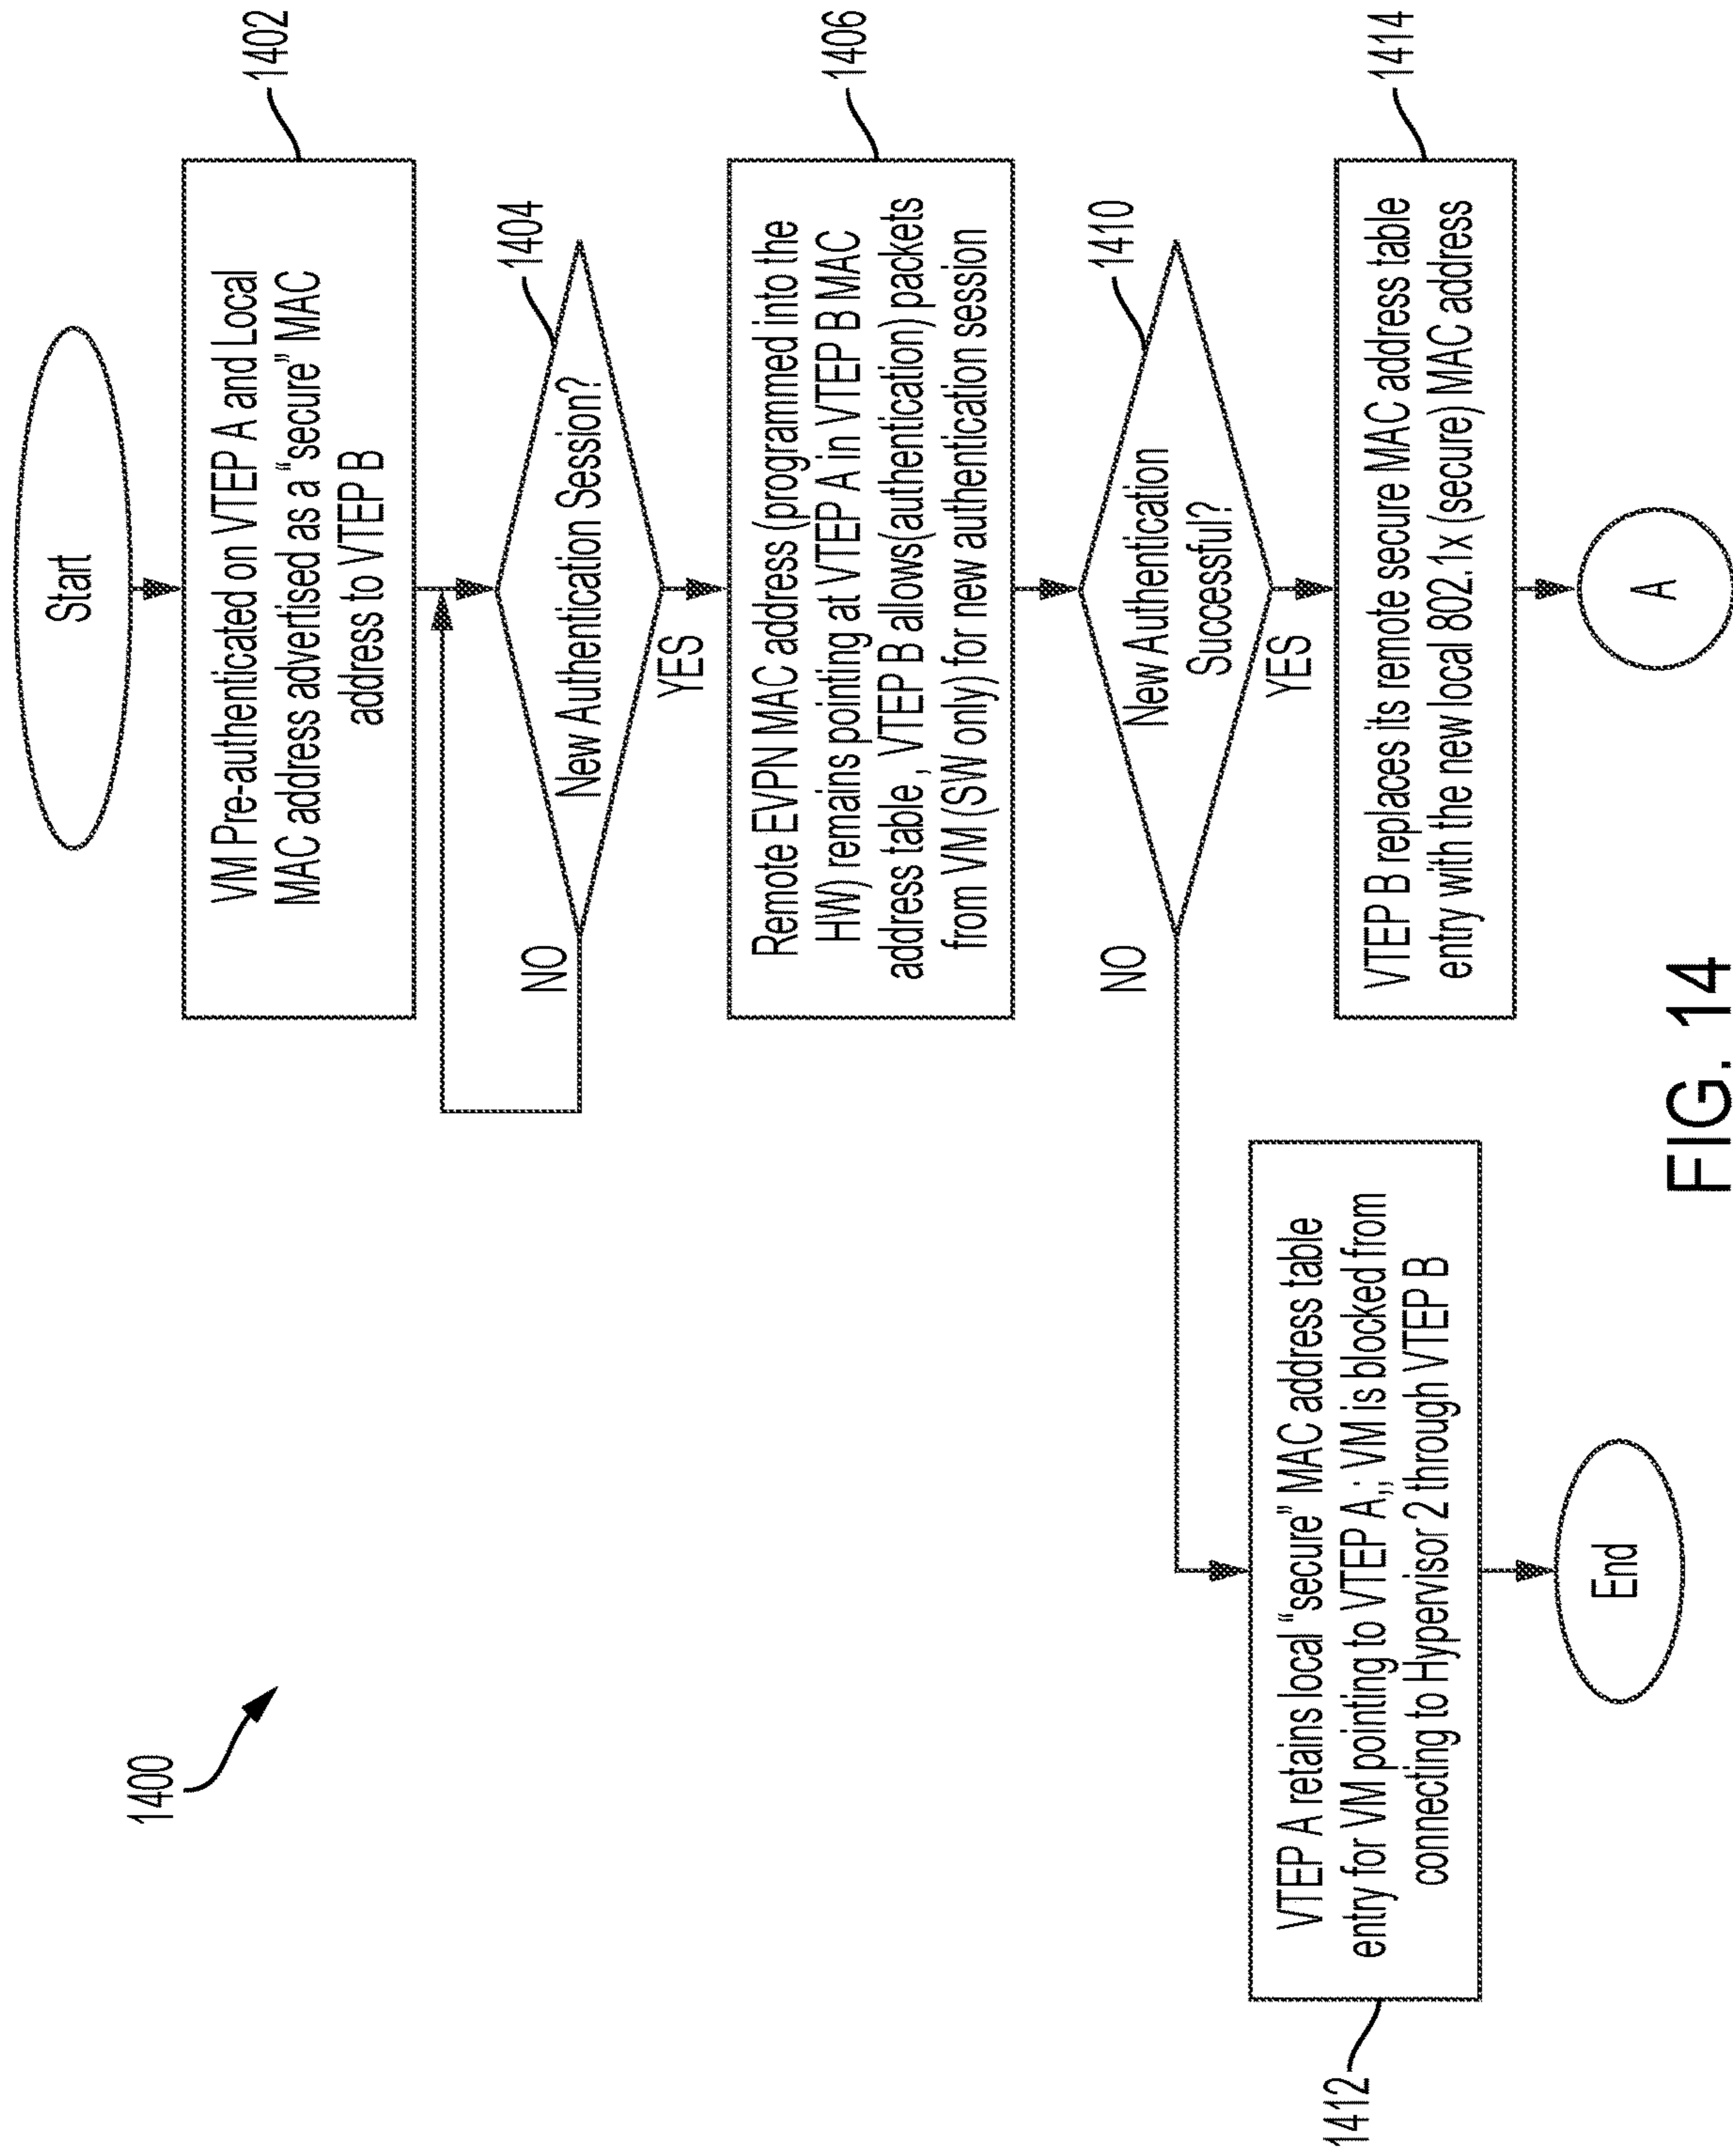 1400
Start
VM Pre-authenticated on VTEP A and Local
MAC address advertised as a “secure” MAC
address to VTEP B
1402
New Authentication Session?
1404
NO
YES
Remote EVPN MAC address (programmed into the
HW) remains pointing at VTEP A in VTEP B MAC
address table , VTEP B allows(authentication) packets
from VM (SW only) for new authentication session
1406
New Authentication
Successful?
1410
NO
YES
VTEP A retains local “secure” MAC address table
entry for VM pointing to VTEP A,; VM is blocked from
connecting to Hypervisor 2 through VTEP B
1412
End
VTEP B replaces its remote secure MAC address table
entry with the new local 802.1x (secure) MAC address
1414
A
FIG. 14